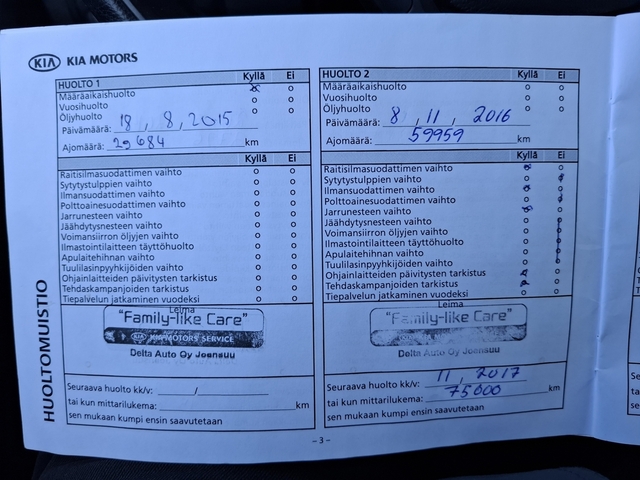 KIA KIA MOTORS
HUOLTO 1 Kyllä Ei
Määräaikaishuolto
Vuosihuolto
Öljyhuolto
Päivämäärä: 18, 8, 2015
Ajomäärä: 29684 km
Kyllä Ei
Raitisilmasuodattimen vaihto
Sytytystulppien vaihto
Ilmansuodattimen vaihto
Polttoainesuodattimen vaihto
Jarrunesteen vaihto
Jäähdytysnesteen vaihto
Voimansiirron öljyjen vaihto
Ilmastointilaitteen täyttöhuolto
Apulaitehihnan vaihto
Tuulilasinpyyhkijöiden vaihto
Ohjainlaitteiden päivitysten tarkistus
Tehdaskampanjoiden tarkistus
Tiepalvelun jatkaminen vuodeksi
Leima
"Family-like Care"
KIA KIA MOTORS SERVICE
Delta Auto Oy Joensuu
Seuraava huolto kk/v: /
tai kun mittarilukema: km
sen mukaan kumpi ensin saavutetaan
HUOLTO 2 Kyllä Ei
Määräaikaishuolto
Vuosihuolto
Öljyhuolto
Päivämäärä: 8, 11, 2016
Ajomäärä: 59959 km
Kyllä Ei
Raitisilmasuodattimen vaihto
Sytytystulppien vaihto
Ilmansuodattimen vaihto
Polttoainesuodattimen vaihto
Jarrunesteen vaihto
Jäähdytysnesteen vaihto
Voimansiirron öljyjen vaihto
Ilmastointilaitteen täyttöhuolto
Apulaitehihnan vaihto
Tuulilasinpyyhkijöiden vaihto
Ohjainlaitteiden päivitysten tarkistus
Tehdaskampanjoiden tarkistus
Tiepalvelun jatkaminen vuodeksi
Leima
"Family-like Care"
Delta Auto Oy Joensuu
Seuraava huolto kk/v: 11, 2017
tai kun mittarilukema: 75000 km
sen mukaan kumpi ensin saavutetaan
HUOLTOMUISTIO
- 3 -